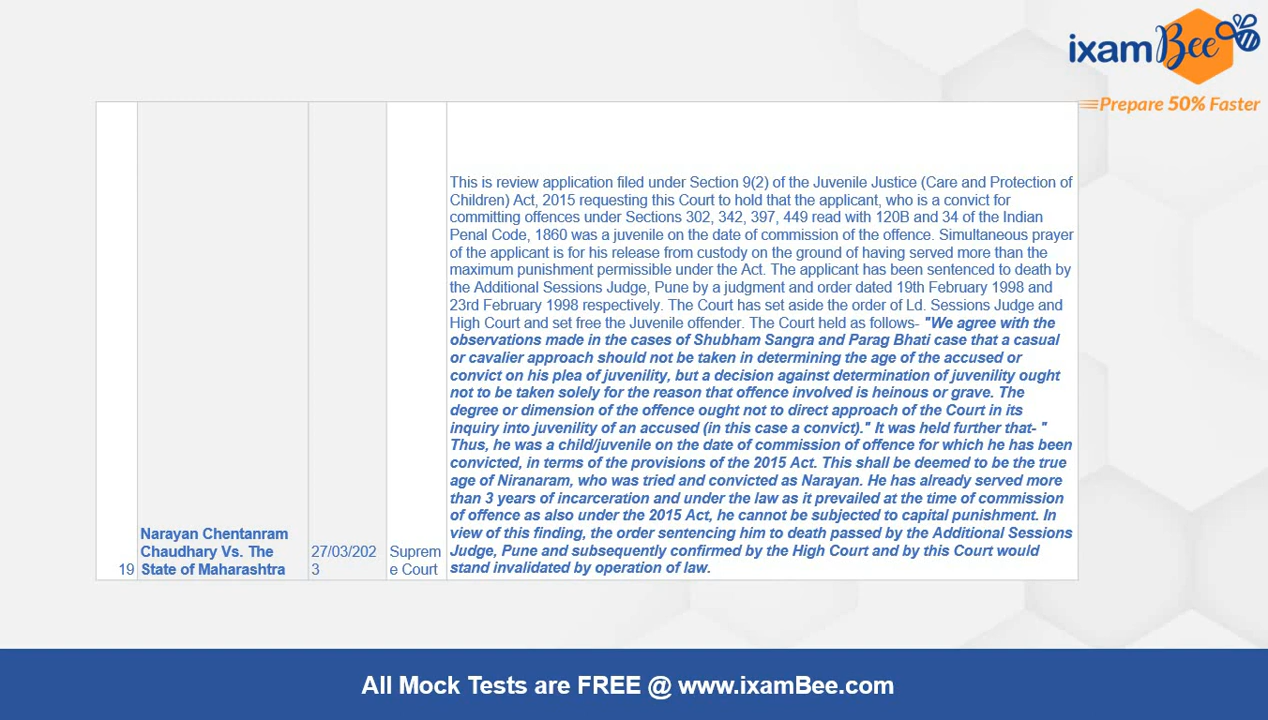 ixamBee
Prepare 50% Faster
This is review application filed under Section 9(2) of the Juvenile Justice (Care and Protection of
Children) Act, 2015 requesting this Court to hold that the applicant, who is a convict for
committing offences under Sections 302, 342, 397, 449 read with 120B and 34 of the Indian
Penal Code, 1860 was a juvenile on the date of commission of the offence. Simultaneous prayer
of the applicant is for his release from custody on the ground of having served more than the
maximum punishment permissible under the Act. The applicant has been sentenced to death by
the Additional Sessions Judge, Pune by a judgment and order dated 19th February 1998 and
23rd February 1998 respectively. The Court has set aside the order of Ld. Sessions Judge and
High Court and set free the Juvenile offender. The Court held as follows- "We agree with the
observations made in the cases of Shubham Sangra and Parag Bhati case that a casual
or cavalier approach should not be taken in determining the age of the accused or
convict on his plea of juvenility, but a decision against determination of juvenility ought
not to be taken solely for the reason that offence involved is heinous or grave. The
degree or dimension of the offence ought not to direct approach of the Court in its
inquiry into juvenility of an accused (in this case a convict)." It was held further that- "
Thus, he was a child/juvenile on the date of commission of offence for which he has been
convicted, in terms of the provisions of the 2015 Act. This shall be deemed to be the true
age of Niranaram, who was tried and convicted as Narayan. He has already served more
than 3 years of incarceration and under the law as it prevailed at the time of commission
of offence as also under the 2015 Act, he cannot be subjected to capital punishment. In
view of this finding, the order sentencing him to death passed by the Additional Sessions
Judge, Pune and subsequently confirmed by the High Court and by this Court would
stand invalidated by operation of law.
19
Narayan Chentanram
Chaudhary Vs. The
State of Maharashtra
27/03/202
3
Suprem
e Court
All Mock Tests are FREE @ www.ixamBee.com